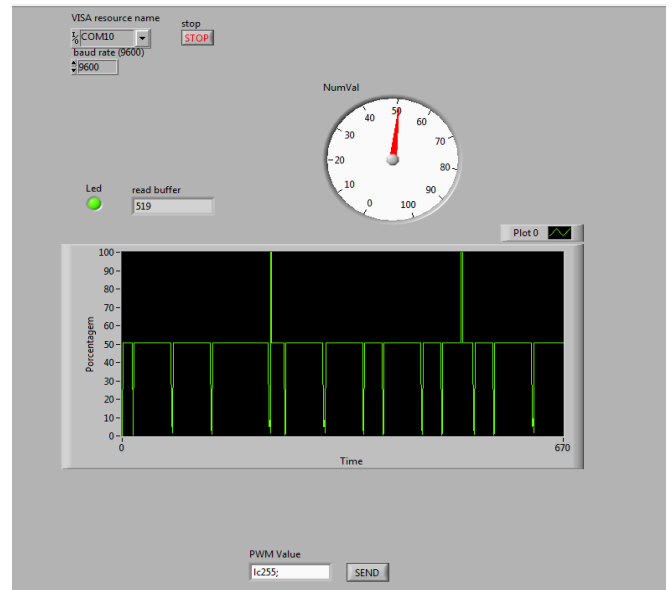 VISA resource name
stop
COM10
STOP
baud rate (9600)
9600
NumVal
0 10 20 30 40 50 60 70 80 90 100
Led
read buffer
519
Plot 0
100
90
80
70
60
50
40
30
20
10
0
Porcentagem
0 670
Time
PWM Value
lc255;
SEND